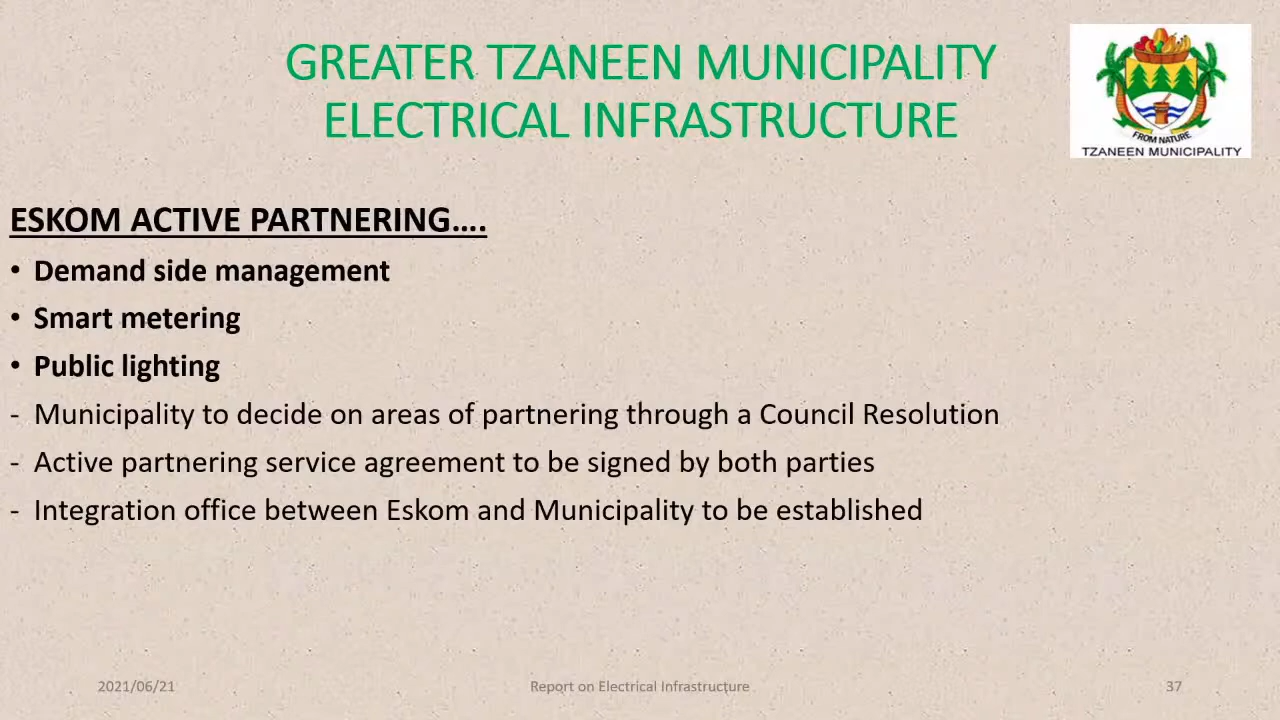 GREATER TZANEEN MUNICIPALITY
ELECTRICAL INFRASTRUCTURE
FROM NATURE
TZANEEN MUNICIPALITY
ESKOM ACTIVE PARTNERING....
• Demand side management
• Smart metering
• Public lighting
- Municipality to decide on areas of partnering through a Council Resolution
- Active partnering service agreement to be signed by both parties
- Integration office between Eskom and Municipality to be established
2021/06/21
Report on Electrical Infrastructure
37